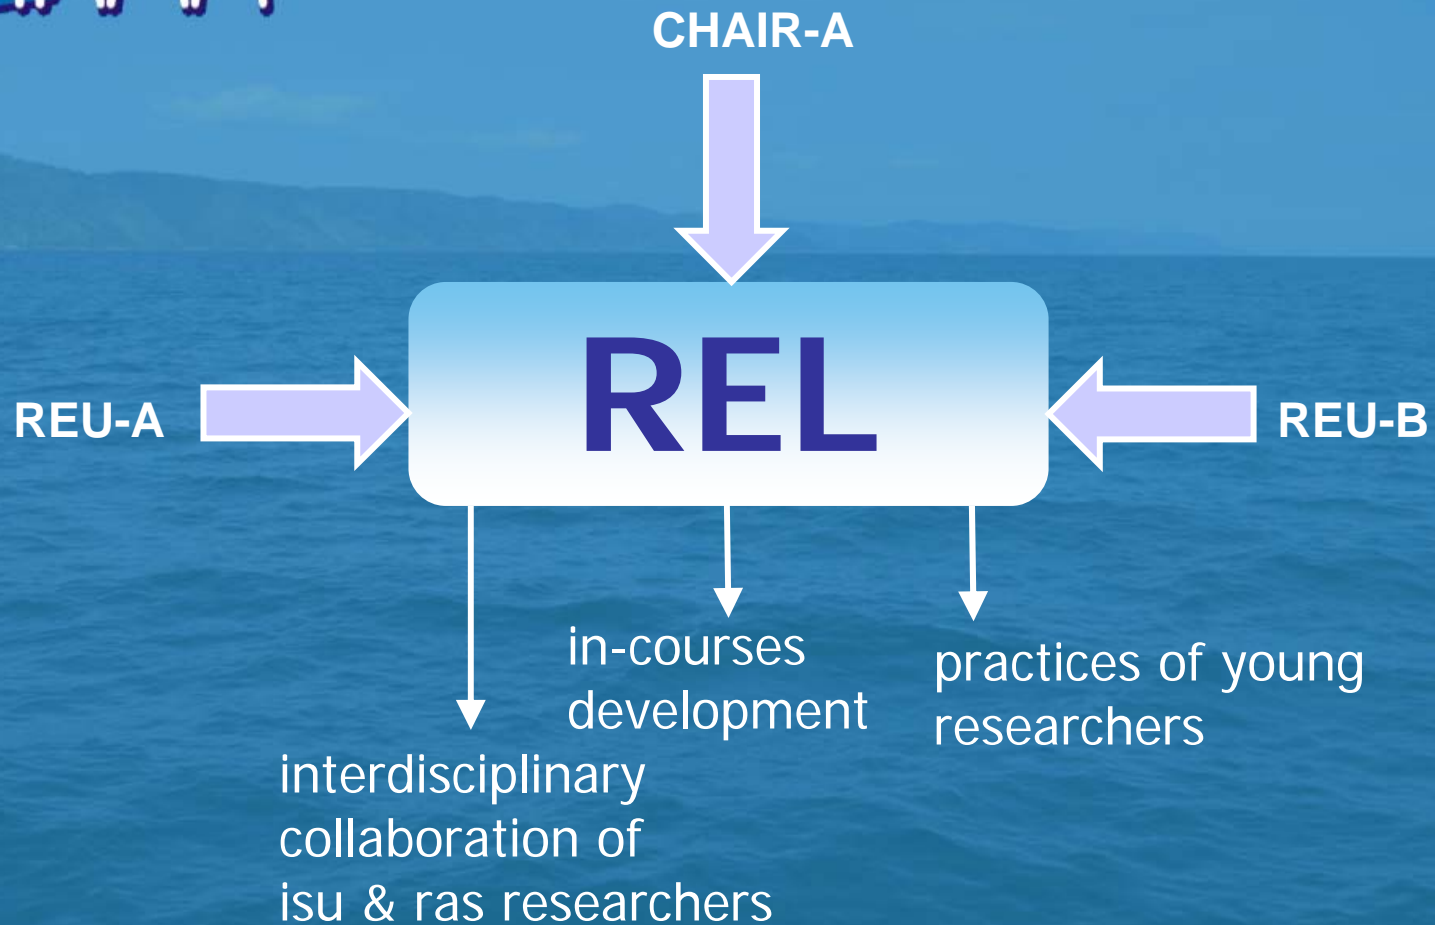 CHAIR-A
REL
REU-A
REU-B
in-courses
development
practices of young
researchers
interdisciplinary
collaboration of
isu & ras researchers